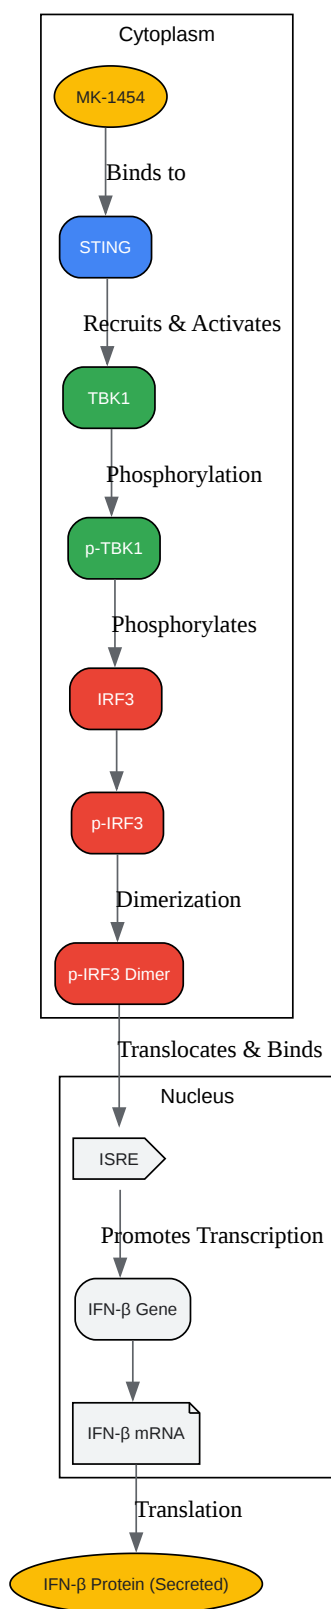 Cytoplasm
MK-1454
Binds to
STING
Recruits & Activates
TBK1
Phosphorylation
p-TBK1
Phosphorylates
IRF3
p-IRF3
Dimerization
p-IRF3 Dimer
Translocates & Binds
Nucleus
ISRE
Promotes Transcription
IFN-β Gene
IFN-β mRNA
Translation
IFN-β Protein (Secreted)